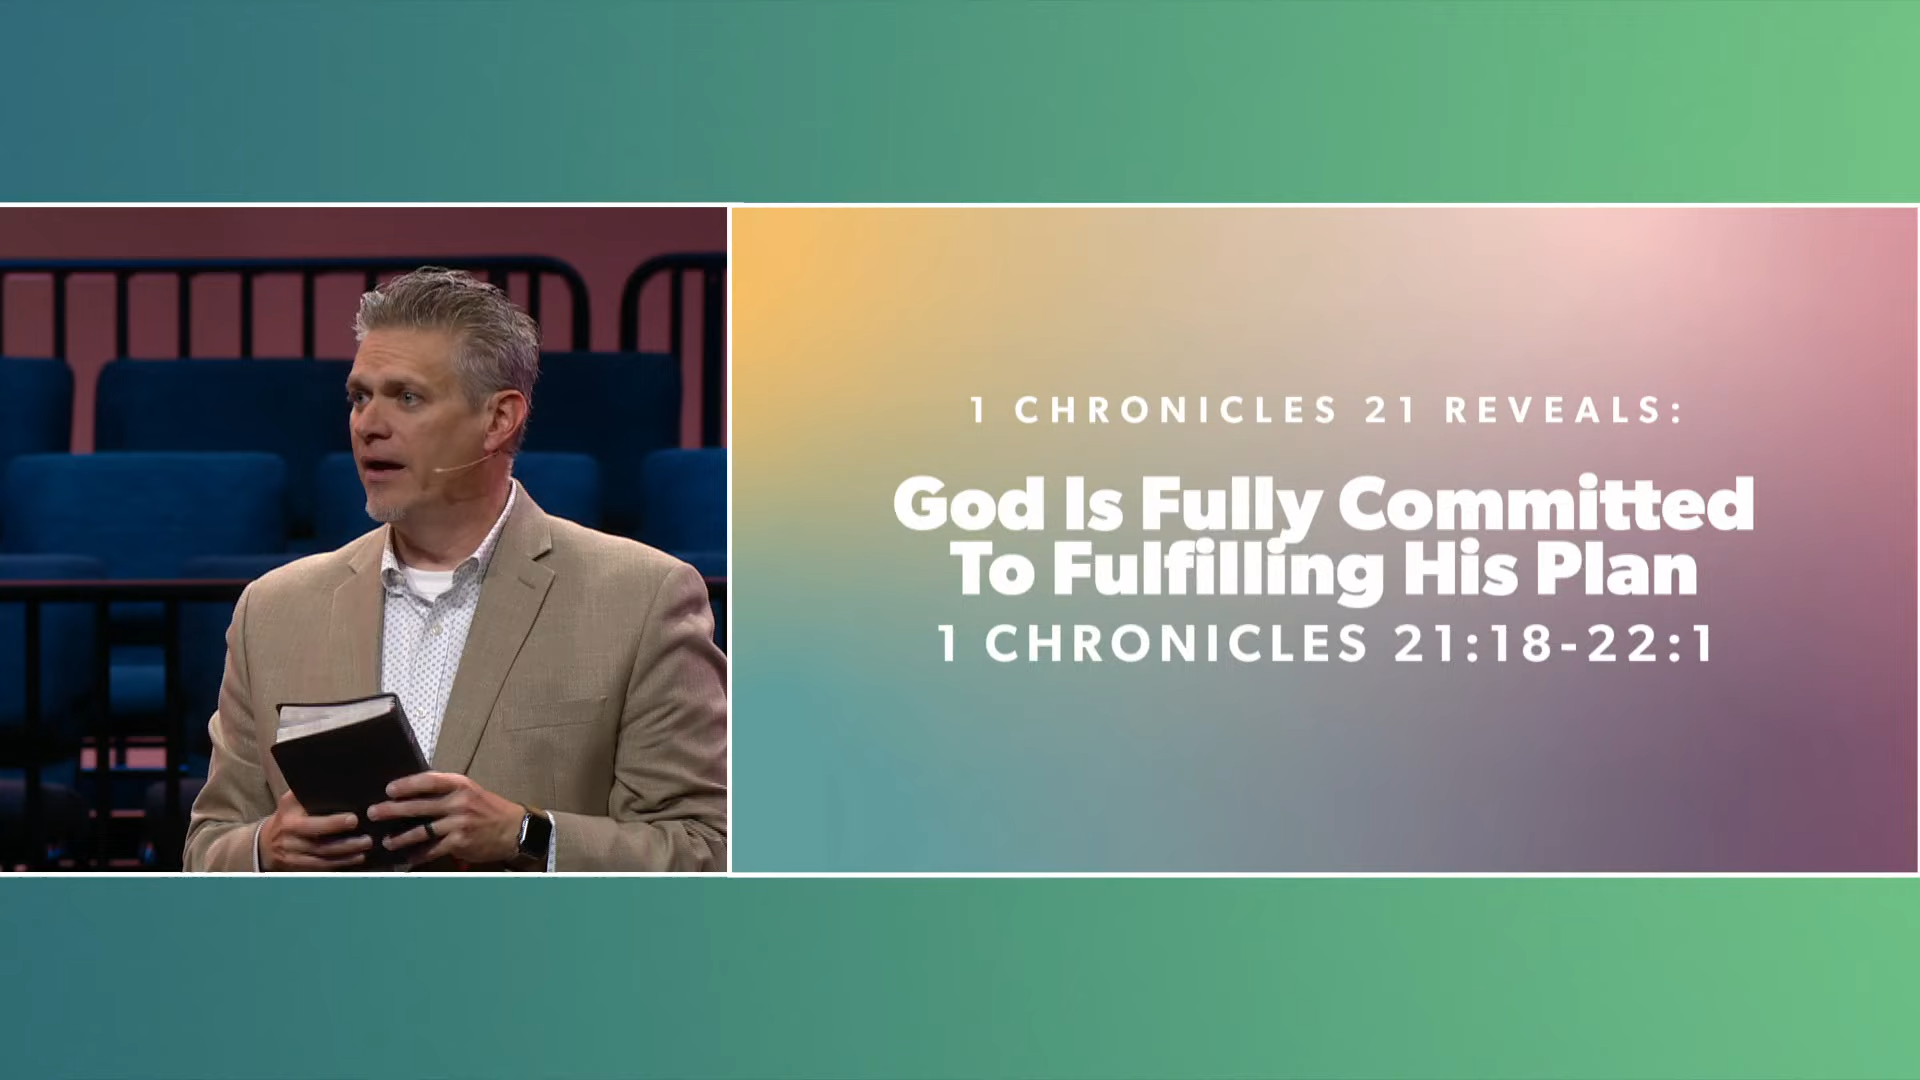 1 CHRONICLES 21 REVEALS:
God Is Fully Committed
To Fulfilling His Plan
1 CHRONICLES 21:18-22:1